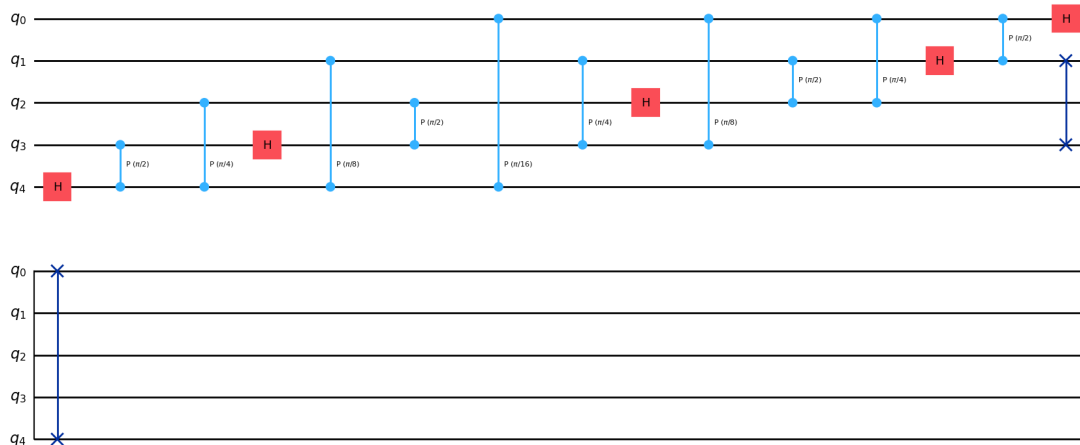 q0 H
q1 H P (π/2)
P (π/2)
q2 H
P (π/2) P (π/4) P (π/8) P (π/4)
q3 H
P (π/2) P (π/4) P (π/8) P (π/16)
q4 H
q0
q1
q2
q3
q4